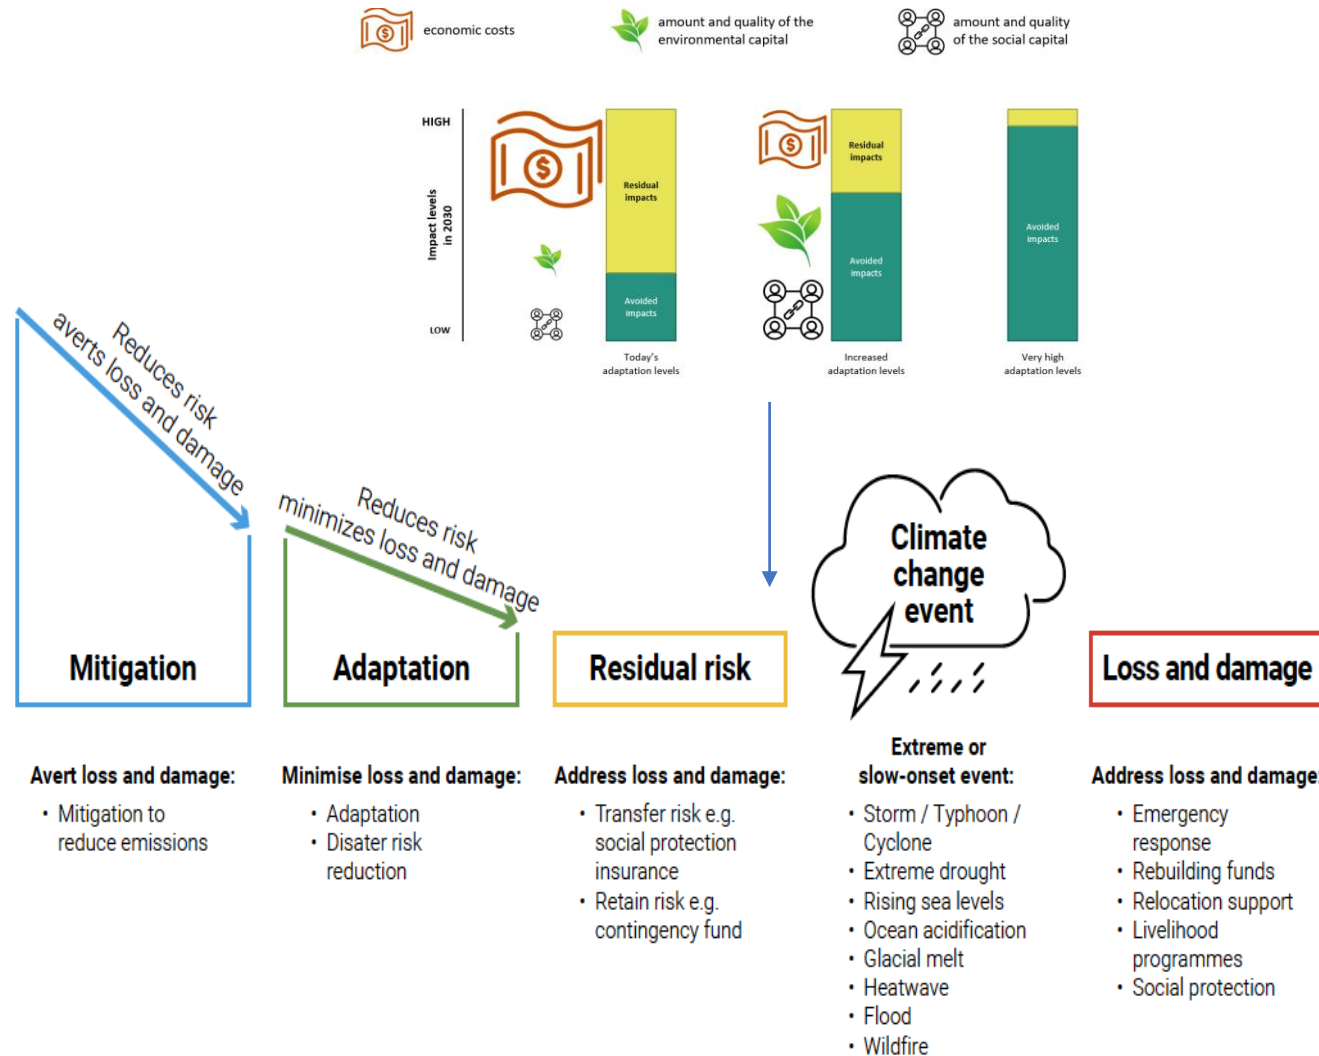 economic costs
amount and quality of the
environmental capital
amount and quality
of the social capital
HIGH
Impact levels
in 2030
LOW
Residual
impacts
Avoided
impacts
Today's
adaptation levels
Residual
impacts
Avoided
impacts
Increased
adaptation levels
Avoided
impacts
Very high
adaptation levels
$
$
$
Reduces risk
averts loss and damage
Reduces risk
minimizes loss and damage
Mitigation
Adaptation
Residual risk
Climate
change
event
Loss and damage
Avert loss and damage:
• Mitigation to
reduce emissions
Minimise loss and damage:
• Adaptation
• Disater risk
reduction
Address loss and damage:
• Transfer risk e.g.
social protection
insurance
• Retain risk e.g.
contingency fund
Extreme or
slow-onset event:
• Storm / Typhoon /
Cyclone
• Extreme drought
• Rising sea levels
• Ocean acidification
• Glacial melt
• Heatwave
• Flood
• Wildfire
Address loss and damage:
• Emergency
response
• Rebuilding funds
• Relocation support
• Livelihood
programmes
• Social protection